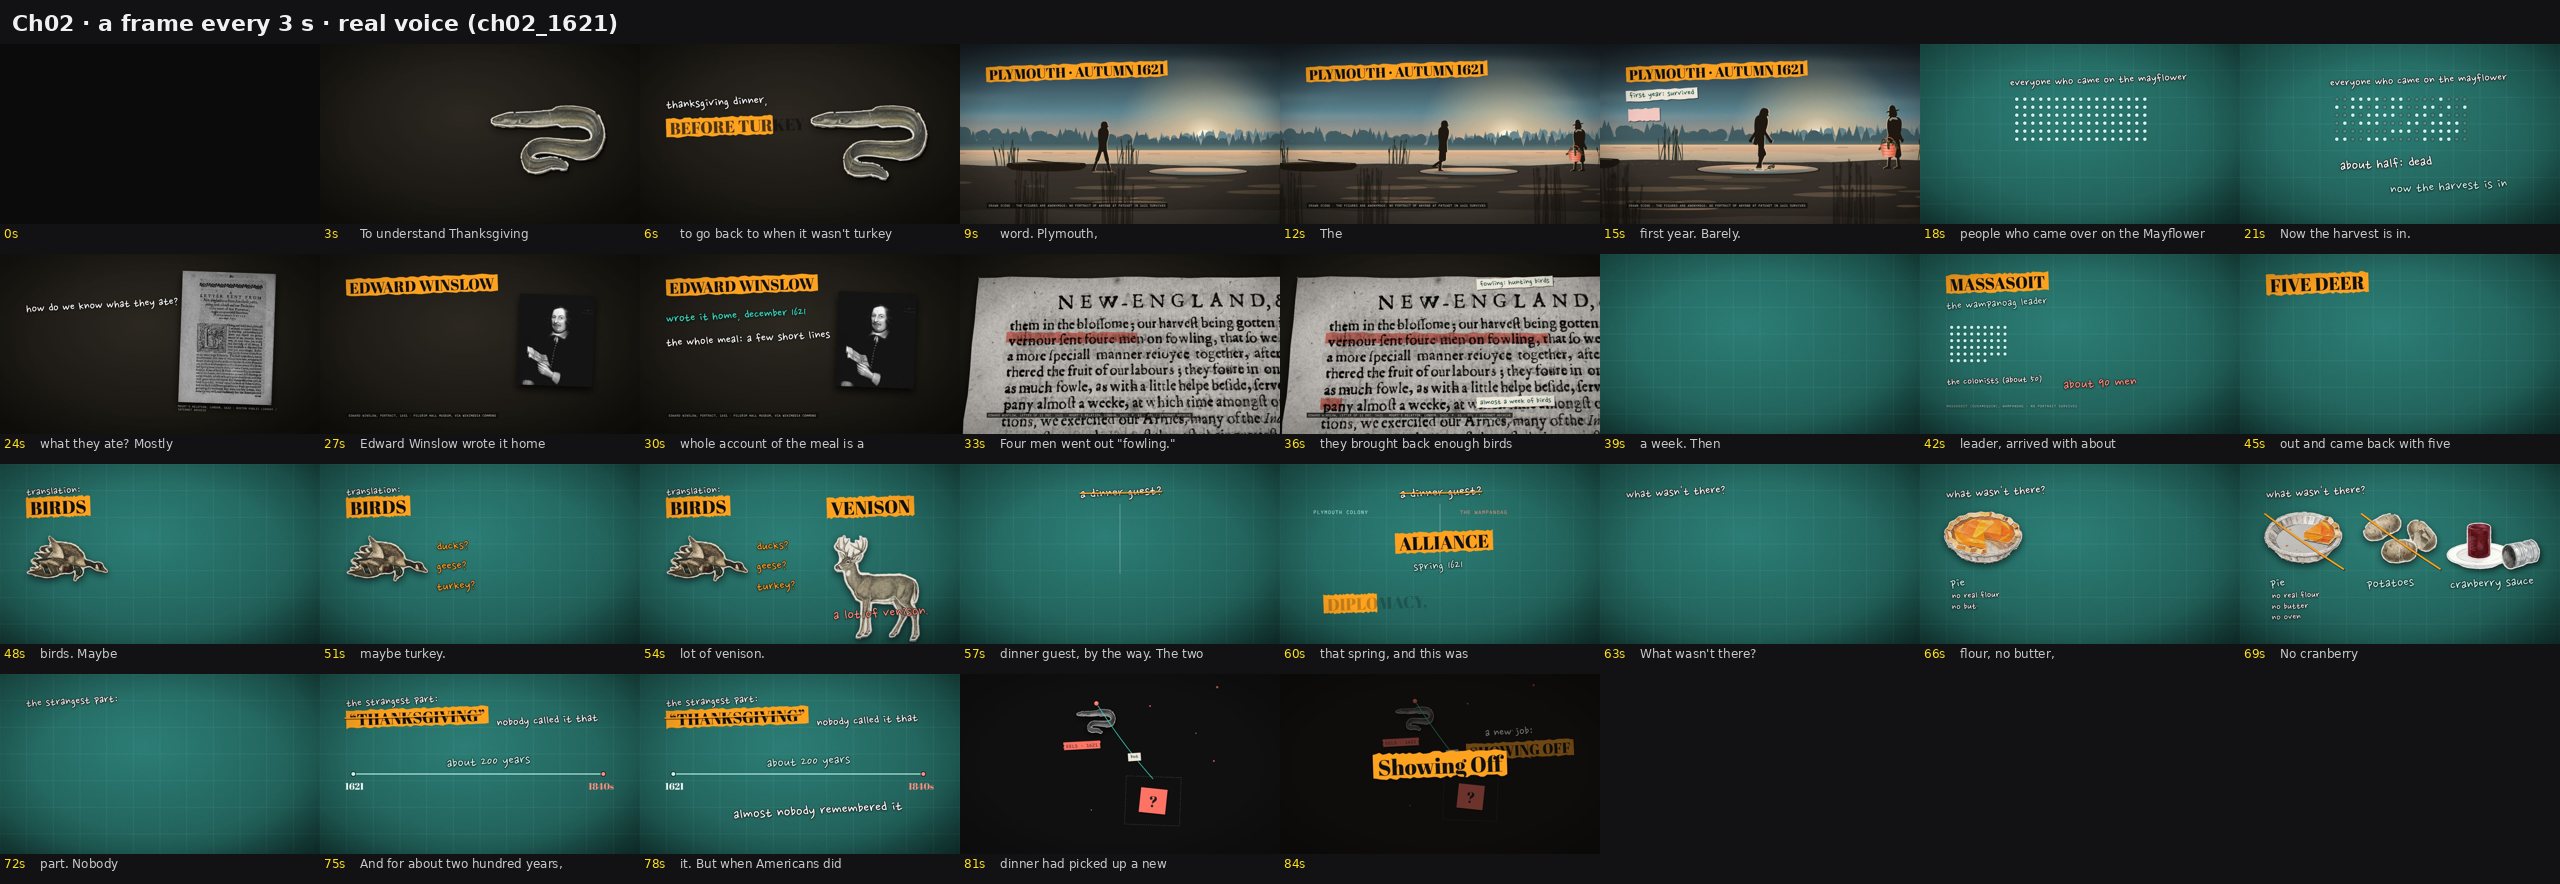 Ch02 · a frame every 3 s · real voice (ch02_1621)
0s
3s To understand Thanksgiving
thanksgiving dinner,
BEFORE TURKEY
6s to go back to when it wasn't turkey
PLYMOUTH · AUTUMN 1621
9s word. Plymouth,
PLYMOUTH · AUTUMN 1621
12s The
PLYMOUTH · AUTUMN 1621
first year: survived
15s first year. Barely.
everyone who came on the mayflower
18s people who came over on the Mayflower
everyone who came on the mayflower
about half: dead
now the harvest is in
21s Now the harvest is in.
how do we know what they ate?
LETTER SENT FROM
24s what they ate? Mostly
EDWARD WINSLOW
27s Edward Winslow wrote it home
EDWARD WINSLOW
wrote it home, december 1621
the whole meal: a few short lines
30s whole account of the meal is a
NEW-ENGLAND, &
them in the blossome; our harvest being gotten i
vernour sent foure men on fowling, that so we
a more speciall manner reioyce together, after
thered the fruit of our labours; they foure in on
as much fowle, as with a little helpe beside, serv
pany almost a weeke, at which time amongst o
tions, we exercised our Armes, many of the Ind
33s Four men went out "fowling."
fowling: hunting birds
NEW-ENGLAND,
them in the blossome; our harvest being gotten i
vernour sent foure men on fowling, that so we
a more speciall manner reioyce together, after
thered the fruit of our labours; they foure in on
as much fowle, as with a little helpe beside, serv
almost a week of birds
pany almost a weeke, at w
tions, we exercised our Armes, many of the Ind
36s they brought back enough birds
39s a week. Then
MASSASOIT
the wampanoag leader
the colonists (about 50)
about 90 men
42s leader, arrived with about
FIVE DEER
45s out and came back with five
translation:
BIRDS
48s birds. Maybe
translation:
BIRDS
ducks?
geese?
turkey?
51s maybe turkey.
translation:
BIRDS
ducks?
geese?
turkey?
VENISON
a lot of venison.
54s lot of venison.
a dinner guest?
57s dinner guest, by the way. The two
a dinner guest?
PLYMOUTH COLONY
THE WAMPANOAG
ALLIANCE
spring 1621
DIPLOMACY.
60s that spring, and this was
what wasn't there?
63s What wasn't there?
what wasn't there?
pie
no real flour
no but
66s flour, no butter,
what wasn't there?
pie
no real flour
no butter
no oven
potatoes
cranberry sauce
69s No cranberry
the strangest part:
72s part. Nobody
the strangest part:
"THANKSGIVING"
nobody called it that
about 200 years
1621
1840s
75s And for about two hundred years,
the strangest part:
"THANKSGIVING"
nobody called it that
about 200 years
1621
1840s
almost nobody remembered it
78s it. But when Americans did
?
81s dinner had picked up a new
a new job:
SHOWING OFF
Showing Off
?
84s